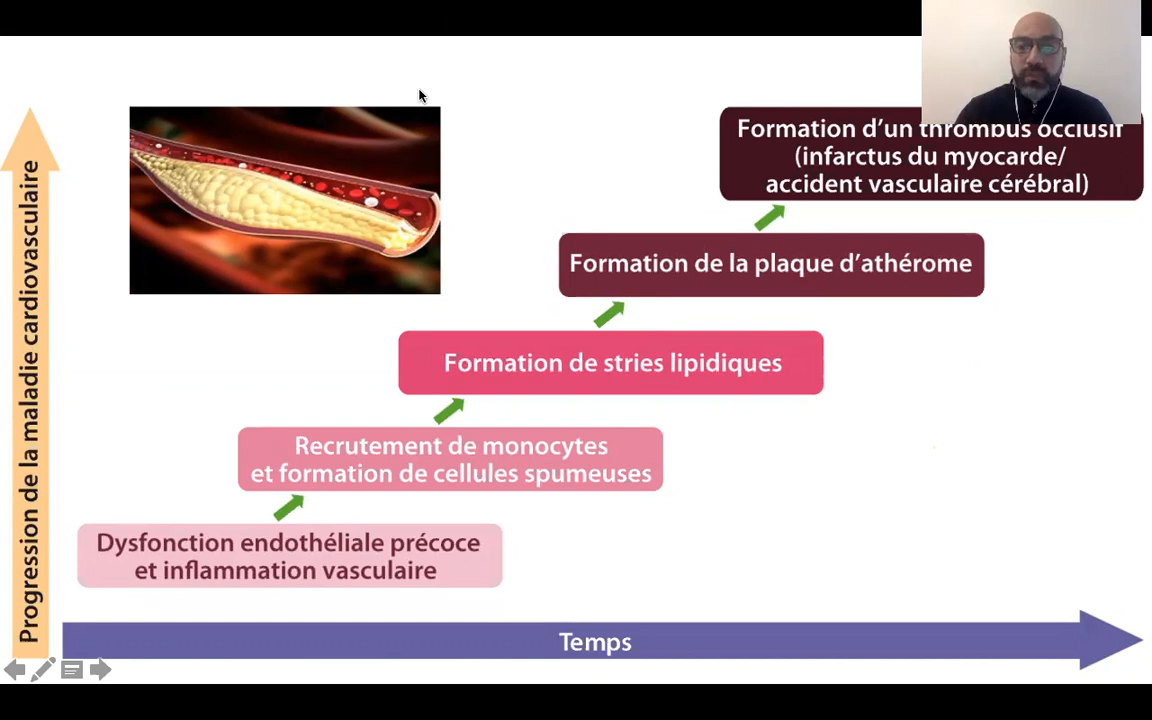 Progression de la maladie cardiovasculaire
Formation d’un thrombus occlusif
(infarctus du myocarde/
accident vasculaire cérébral)
Formation de la plaque d’athérome
Formation de stries lipidiques
Recrutement de monocytes
et formation de cellules spumeuses
Dysfonction endothéliale précoce
et inflammation vasculaire
Temps